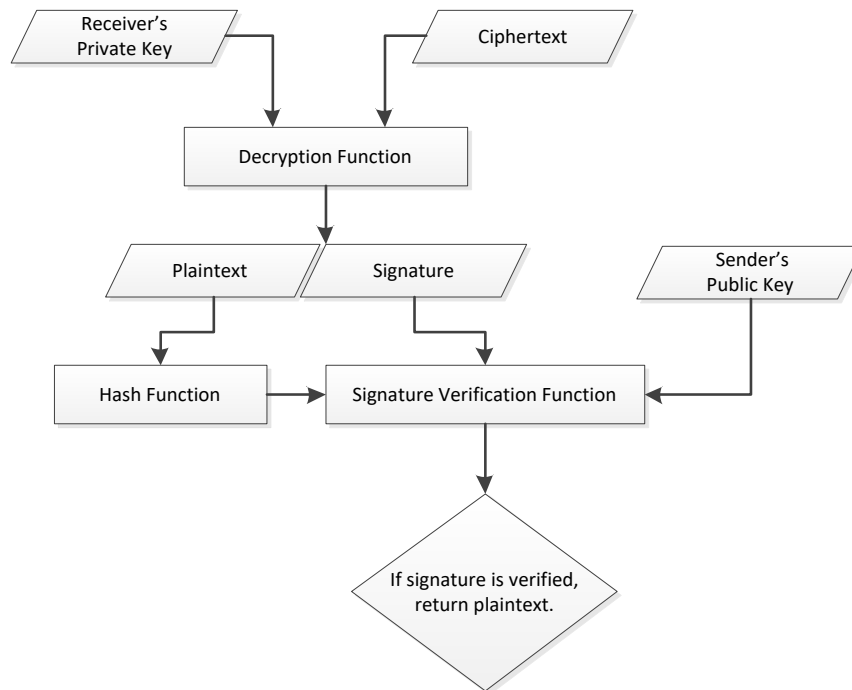 Receiver’s
Private Key
Ciphertext
Decryption Function
Plaintext
Signature
Sender’s
Public Key
Hash Function
Signature Verification Function
If signature is verified,
return plaintext.